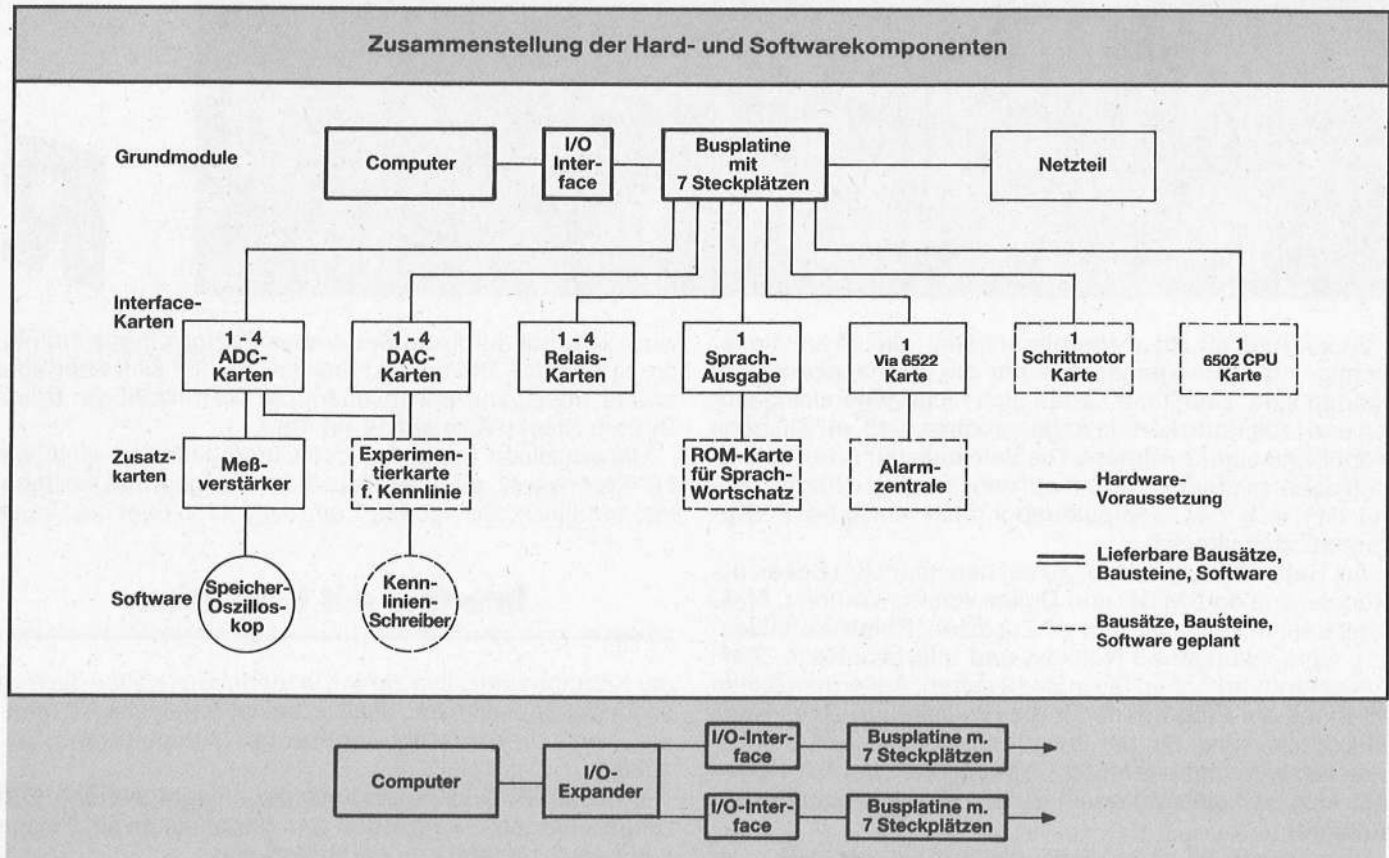 Zusammenstellung der Hard- und Softwarekomponenten
Grundmodule
Computer
I/O
Inter-
face
Busplatine
mit
7 Steckplätzen
Netzteil
Interface-
Karten
1 - 4
ADC-
Karten
1 - 4
DAC-
Karten
1 - 4
Relais-
Karten
1
Sprach-
Ausgabe
1
Via 6522
Karte
1
Schrittmotor
Karte
1
6502 CPU
Karte
Zusatz-
karten
Meß-
verstärker
Experimen-
tierkarte
f. Kennlinie
ROM-Karte
für Sprach-
Wortschatz
Alarm-
zentrale
Hardware-
Voraussetzung
Software
Speicher-
Oszillos-
kop
Kenn-
linien-
Schreiber
Lieferbare Bausätze,
Bausteine, Software
Bausätze, Bausteine,
Software geplant
Computer
I/O-
Expander
I/O-Inter-
face
Busplatine m.
7 Steckplätzen
I/O-Inter-
face
Busplatine m.
7 Steckplätzen